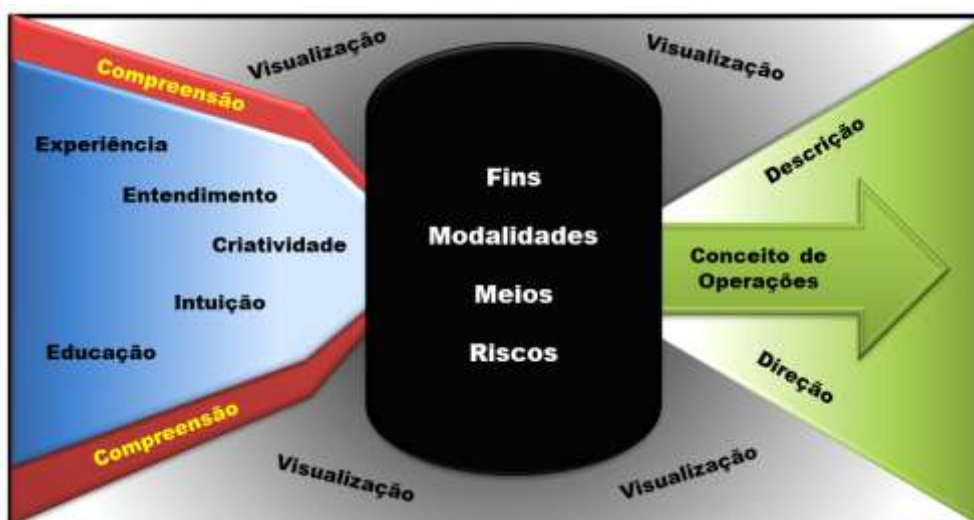 Visualização
Visualização
Compreensão
Experiência
Entendimento
Criatividade
Intuição
Educação
Compreensão
Fins
Modalidades
Meios
Riscos
Descrição
Conceito de
Operações
Direção
Visualização
Visualização